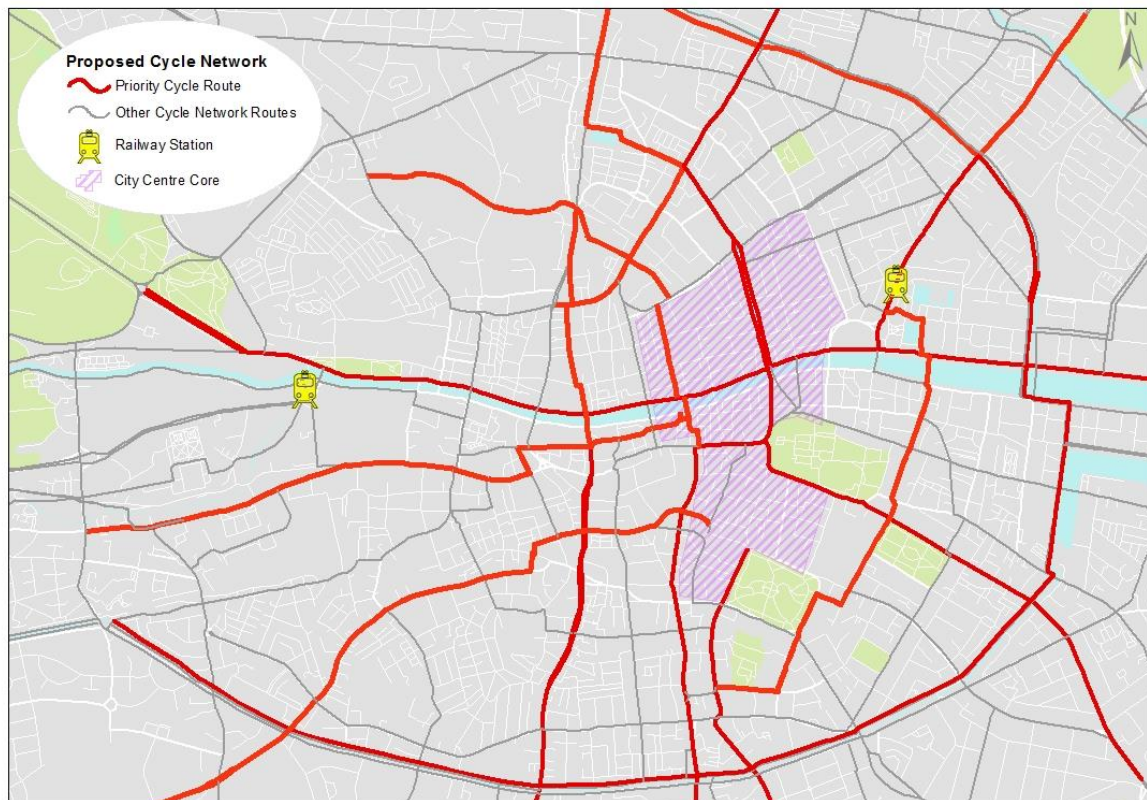 Proposed Cycle Network
Priority Cycle Route
Other Cycle Network Routes
Railway Station
City Centre Core
N